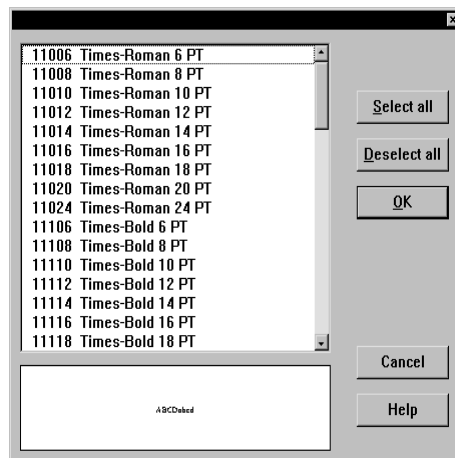 11006 Times-Roman 6 PT
11008 Times-Roman 8 PT
11010 Times-Roman 10 PT
11012 Times-Roman 12 PT
11014 Times-Roman 14 PT
11016 Times-Roman 16 PT
11018 Times-Roman 18 PT
11020 Times-Roman 20 PT
11024 Times-Roman 24 PT
11106 Times-Bold 6 PT
11108 Times-Bold 8 PT
11110 Times-Bold 10 PT
11112 Times-Bold 12 PT
11114 Times-Bold 14 PT
11116 Times-Bold 16 PT
11118 Times-Bold 18 PT
Select all
Deselect all
OK
Cancel
Help
ABCDabcd